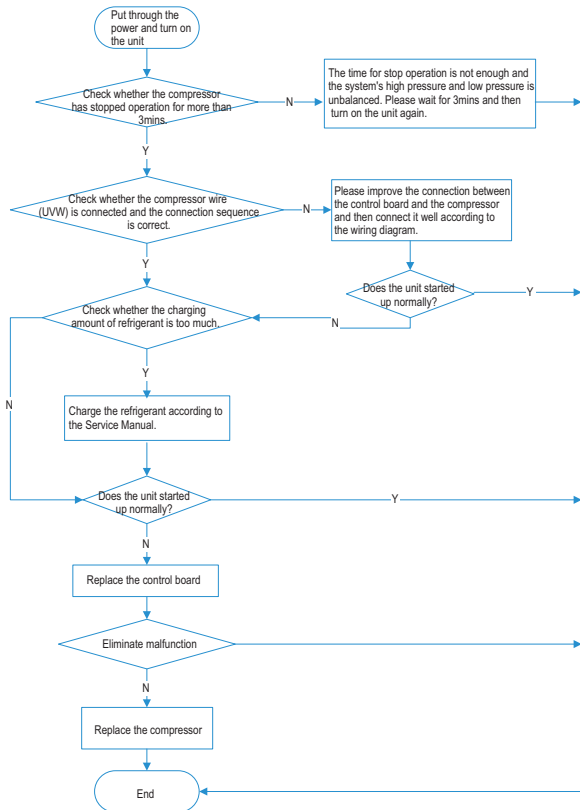 Put through the
power and turn on
the unit
Check whether the compressor
has stopped operation for more than
3mins.
N
The time for stop operation is not enough and
the system's high pressure and low pressure is
unbalanced. Please wait for 3mins and then
turn on the unit again.
Y
Check whether the compressor wire
(UVW) is connected and the connection sequence
is correct.
N
Please improve the connection between
the control board and the compressor
and then connect it well according to
the wiring diagram.
Y
Does the unit started
up normally?
Y
Check whether the charging
amount of refrigerant is too much.
N
Y
N
Charge the refrigerant according to
the Service Manual.
Does the unit started
up normally?
Y
N
Replace the control board
Eliminate malfunction
N
Replace the compressor
End